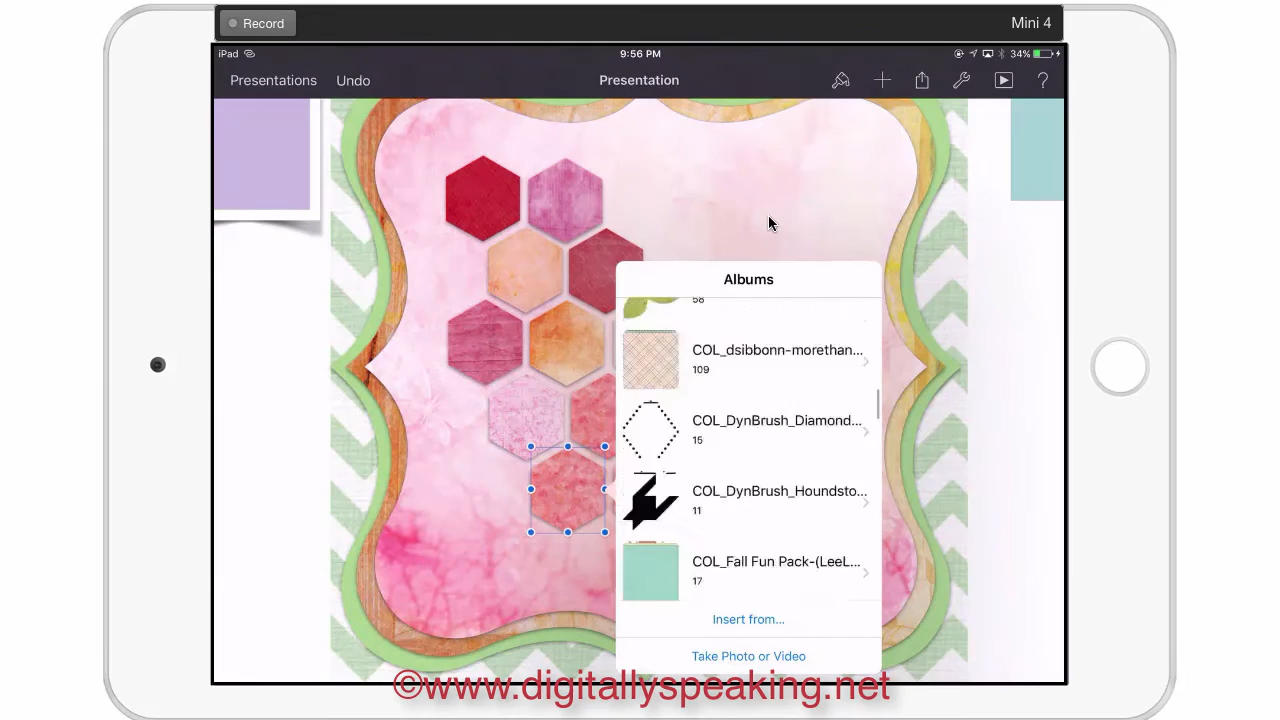 Record
Mini 4
iPad
9:56 PM
34%
Presentations
Undo
Presentation
?
Albums
58
COL_dsibbonn-morethan...
109
COL_DynBrush_Diamond...
15
COL_DynBrush_Houndsto...
11
COL_Fall Fun Pack-(LeeL...
17
Insert from...
Take Photo or Video
©www.digitallyspeaking.net